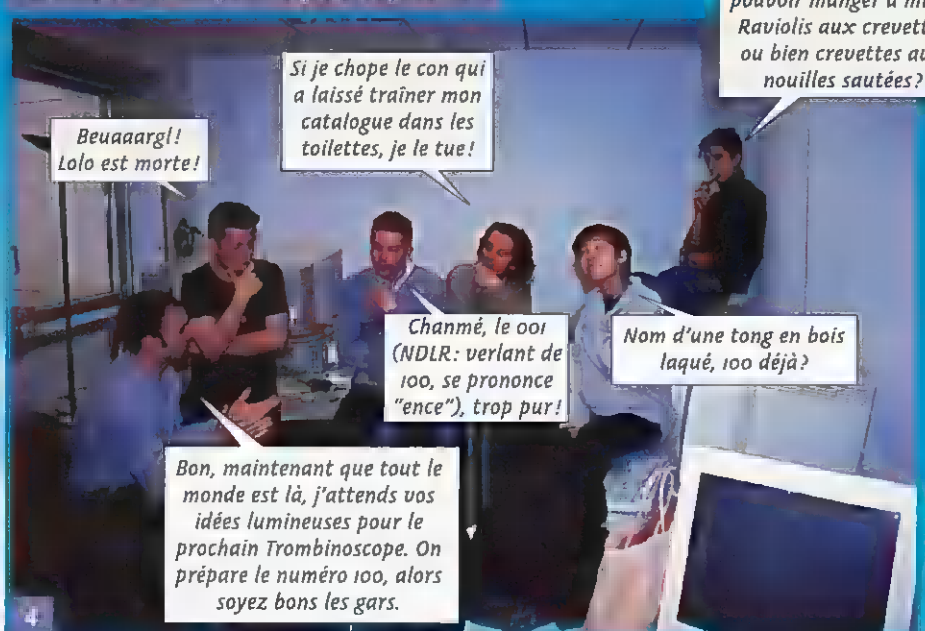 pouvoir manger à
Raviolis aux
ou bien crevettes
nouilles sautées?
Si je chope le con qui
a laissé traîner mon
catalogue dans les
toilettes, je le tue!
Beuaaargl!
Lolo est morte!
Chanmé, le 001
(NDLR: verlant de
100, se prononce
"ence"), trop pur!
Nom d'une tong en bois
laqué, 100 déjà?
Bon, maintenant que tout le
monde est là, j'attends vos
idées lumineuses pour le
prochain Trombinoscope. On
prépare le numéro 100, alors
soyez bons les gars.
4